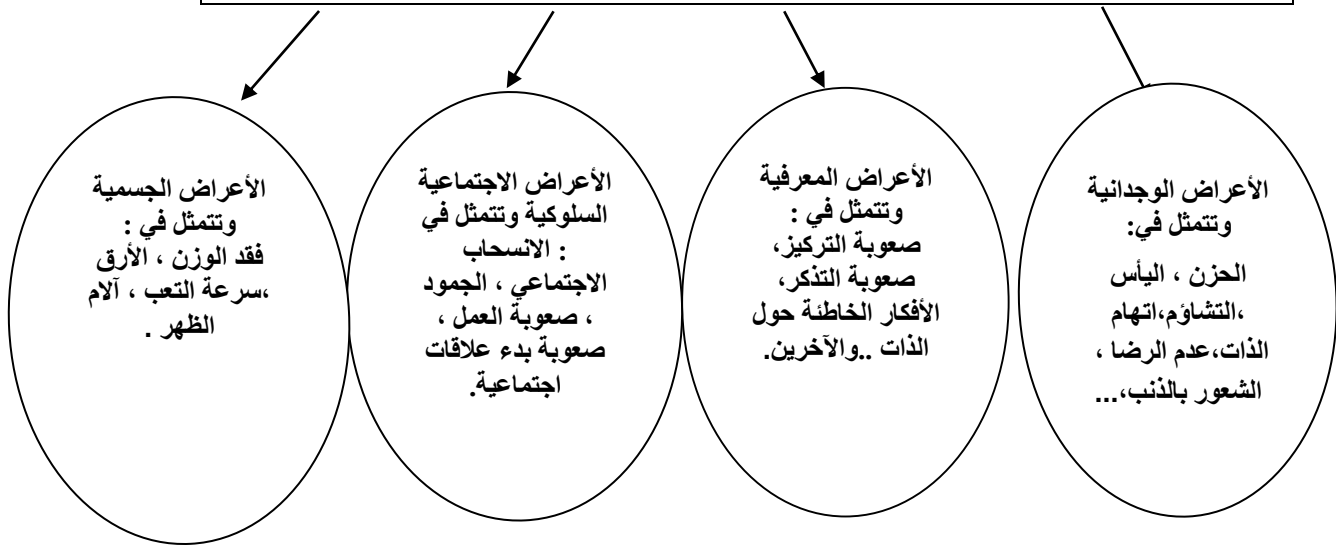 الأعراض الوجدانية
وتتمثل في:
الحزن ، اليأس
،التشاؤم،اتهام
الذات،عدم الرضا ،
الشعور بالذنب،...
الأعراض المعرفية
وتتمثل في :
صعوبة التركيز،
صعوبة التذكر،
الأفكار الخاطئة حول
الذات ..والآخرين.
الأعراض الاجتماعية
السلوكية وتتمثل في
: الانسحاب
الاجتماعي ، الجمود
، صعوبة العمل ،
صعوبة بدء علاقات
اجتماعية.
الأعراض الجسمية
وتتمثل في :
فقد الوزن ، الأرق
،سرعة التعب ، آلام
الظهر .